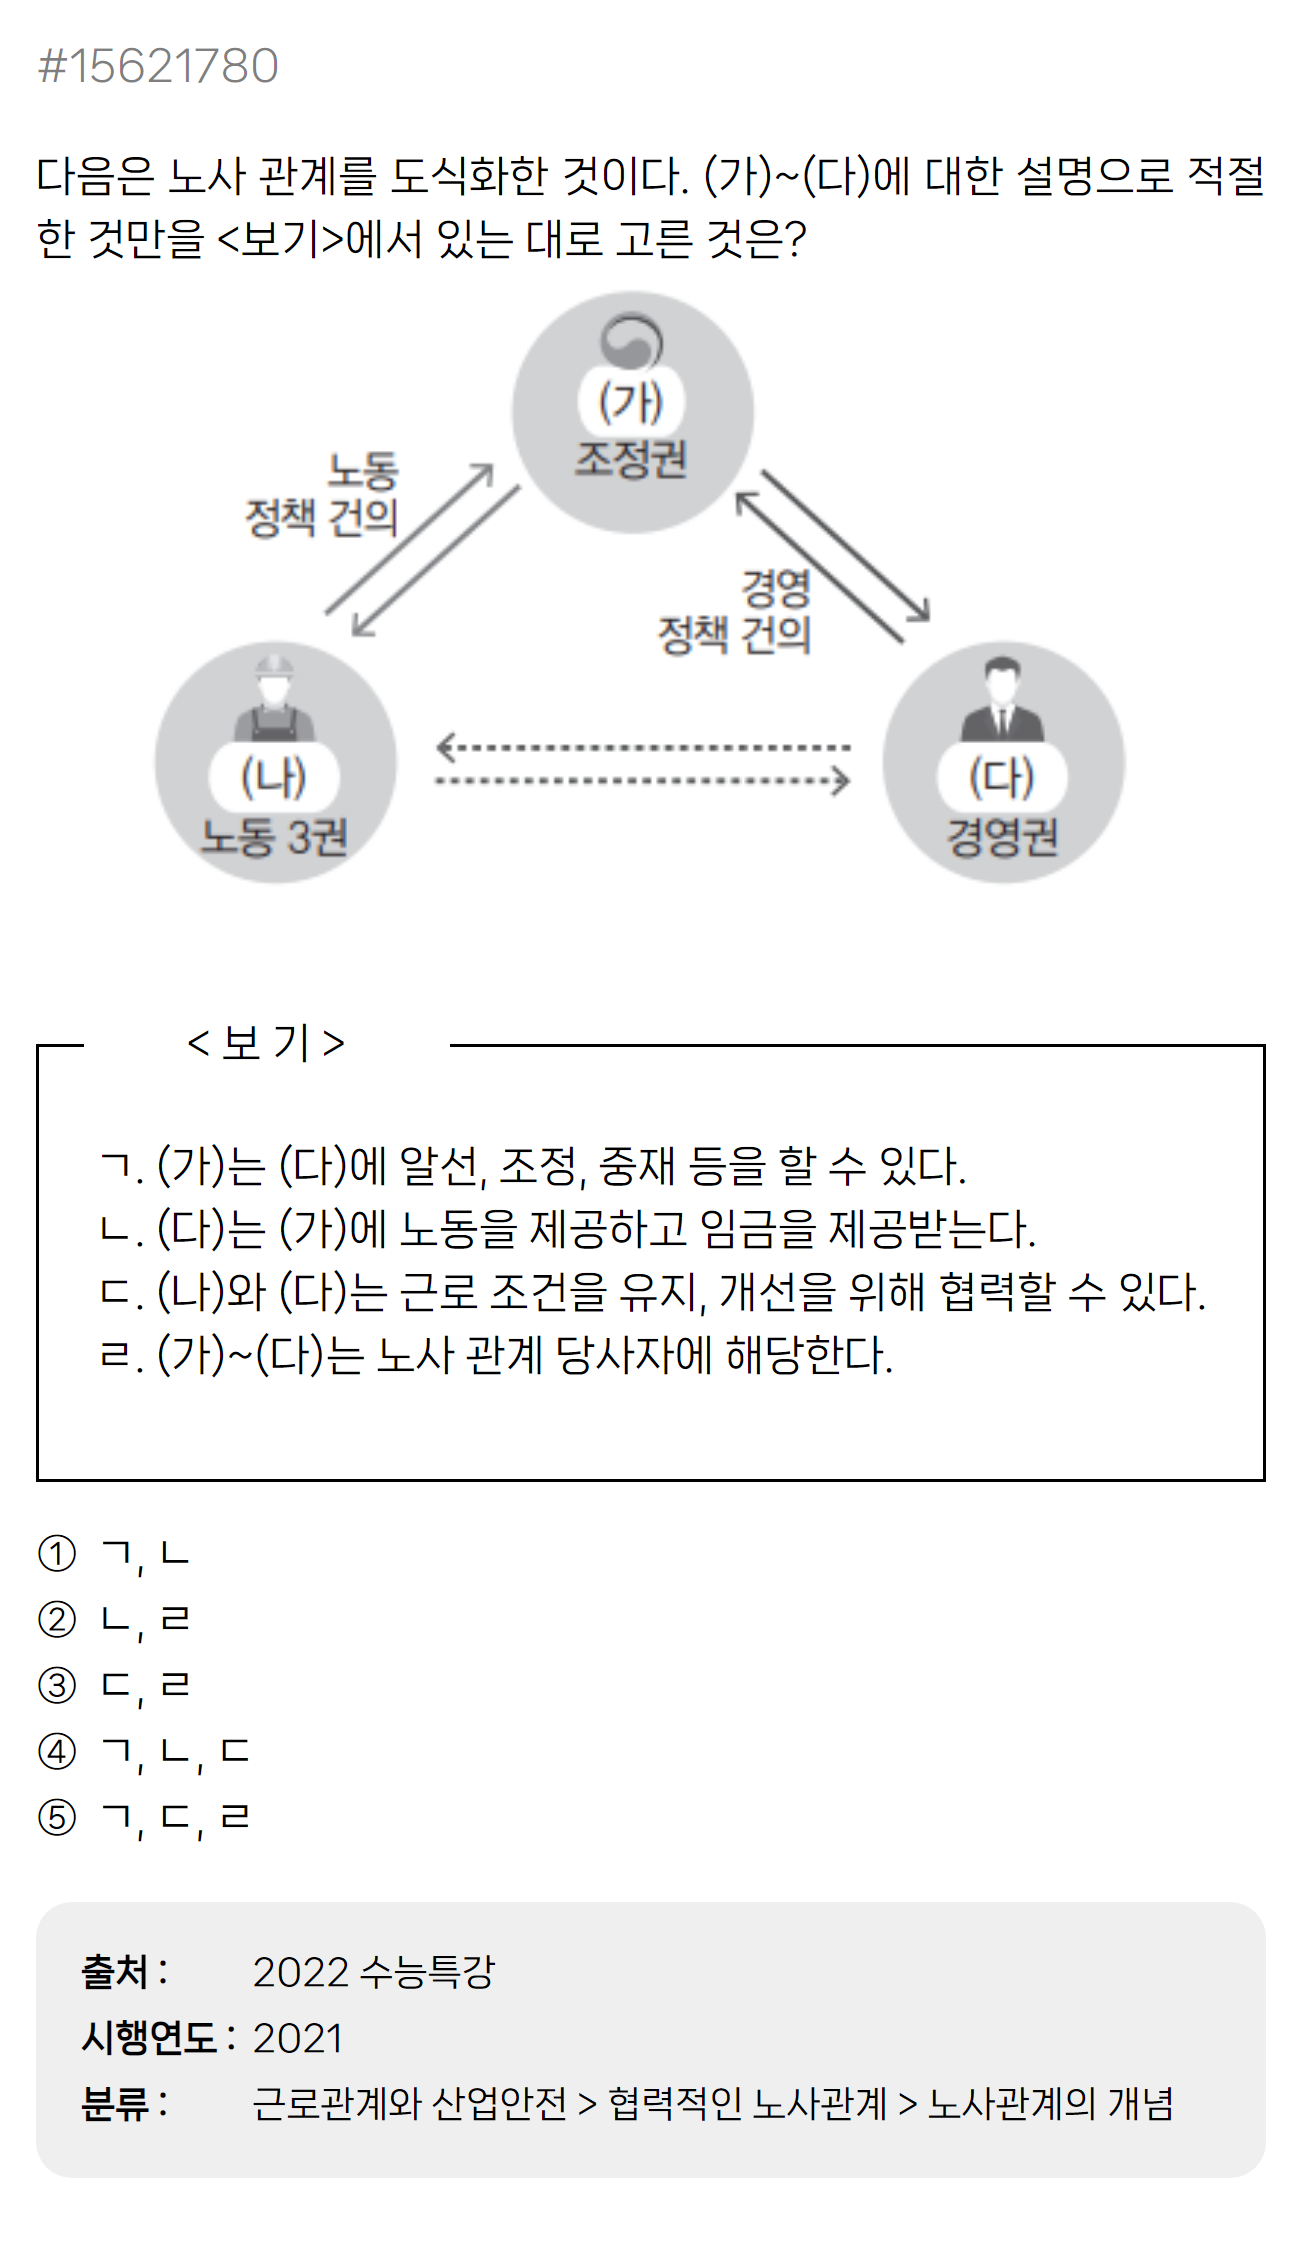 #15621780
다음은 노사 관계를 도식화한 것이다. (가)~(다)에 대한 설명으로 적절
한 것만을 <보기>에서 있는 대로 고른 것은?
(가)
조정권
노동
정책 건의
경영
정책 건의
(나)
노동 3권
(다)
경영권
< 보 기 >
ㄱ. (가)는 (다)에 알선, 조정, 중재 등을 할 수 있다.
ㄴ. (다)는 (가)에 노동을 제공하고 임금을 제공받는다.
ㄷ. (나)와 (다)는 근로 조건을 유지, 개선을 위해 협력할 수 있다.
ㄹ. (가)~(다)는 노사 관계 당사자에 해당한다.
① ㄱ, ㄴ
② ㄴ, ㄹ
③ ㄷ, ㄹ
④ ㄱ, ㄴ, ㄷ
⑤ ㄱ, ㄷ, ㄹ
출처 : 2022 수능특강
시행연도 : 2021
분류 : 근로관계와 산업안전 > 협력적인 노사관계 > 노사관계의 개념